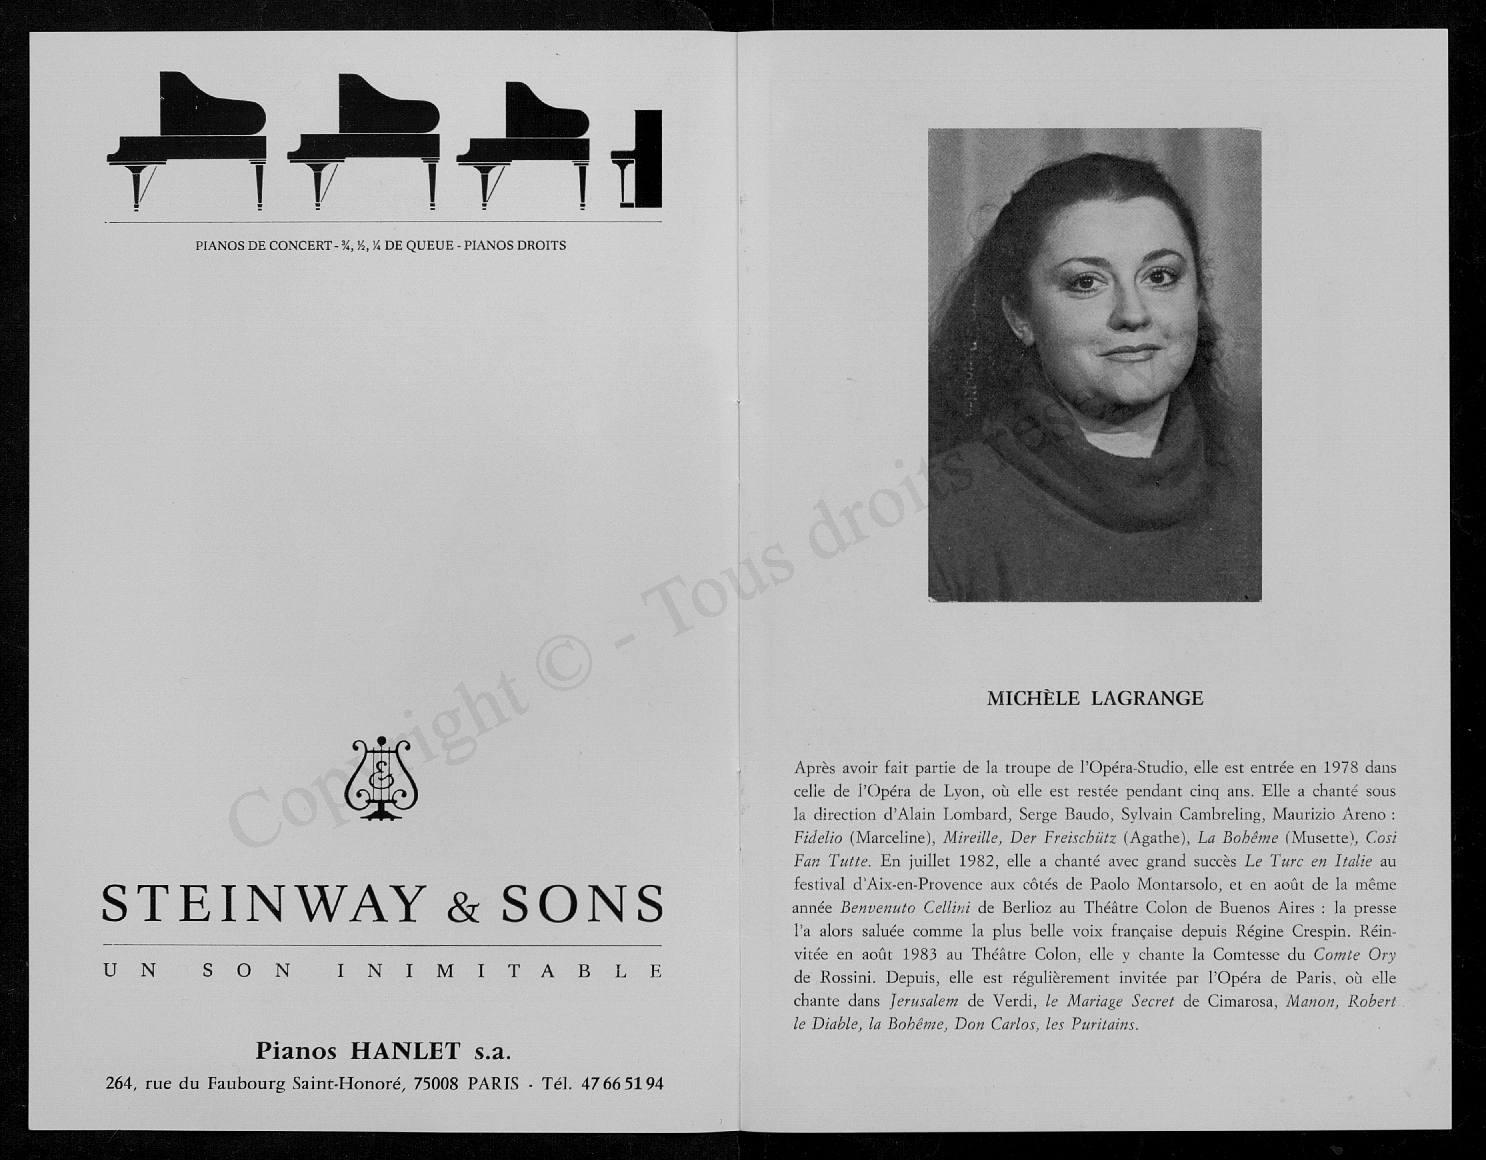 PIANOS DE CONCERT - ¾, ½, ¼ DE QUEUE - PIANOS DROITS
&
STEINWAY & SONS
UN SON INIMITABLE
Pianos HANLET s.a.
264, rue du Faubourg Saint-Honoré, 75008 PARIS - Tél. 47 66 51 94
Copyright © - Tous droits
MICHÈLE LAGRANGE
Après avoir fait partie de la troupe de l'Opéra-Studio, elle est entrée en 1978 dans
celle de l'Opéra de Lyon, où elle est restée pendant cinq ans. Elle a chanté sous
la direction d'Alain Lombard, Serge Baudo, Sylvain Cambreling, Maurizio Areno :
Fidelio (Marceline), Mireille, Der Freischütz (Agathe), La Bohême (Musette), Cosi
Fan Tutte. En juillet 1982, elle a chanté avec grand succès Le Turc en Italie au
festival d'Aix-en-Provence aux côtés de Paolo Montarsolo, et en août de la même
année Benvenuto Cellini de Berlioz au Théâtre Colon de Buenos Aires : la presse
l'a alors saluée comme la plus belle voix française depuis Régine Crespin. Réin-
vitée en août 1983 au Théâtre Colon, elle y chante la Comtesse du Comte Ory
de Rossini. Depuis, elle est régulièrement invitée par l'Opéra de Paris, où elle
chante dans Jerusalem de Verdi, le Mariage Secret de Cimarosa, Manon, Robert
le Diable, la Bohême, Don Carlos, les Puritains.